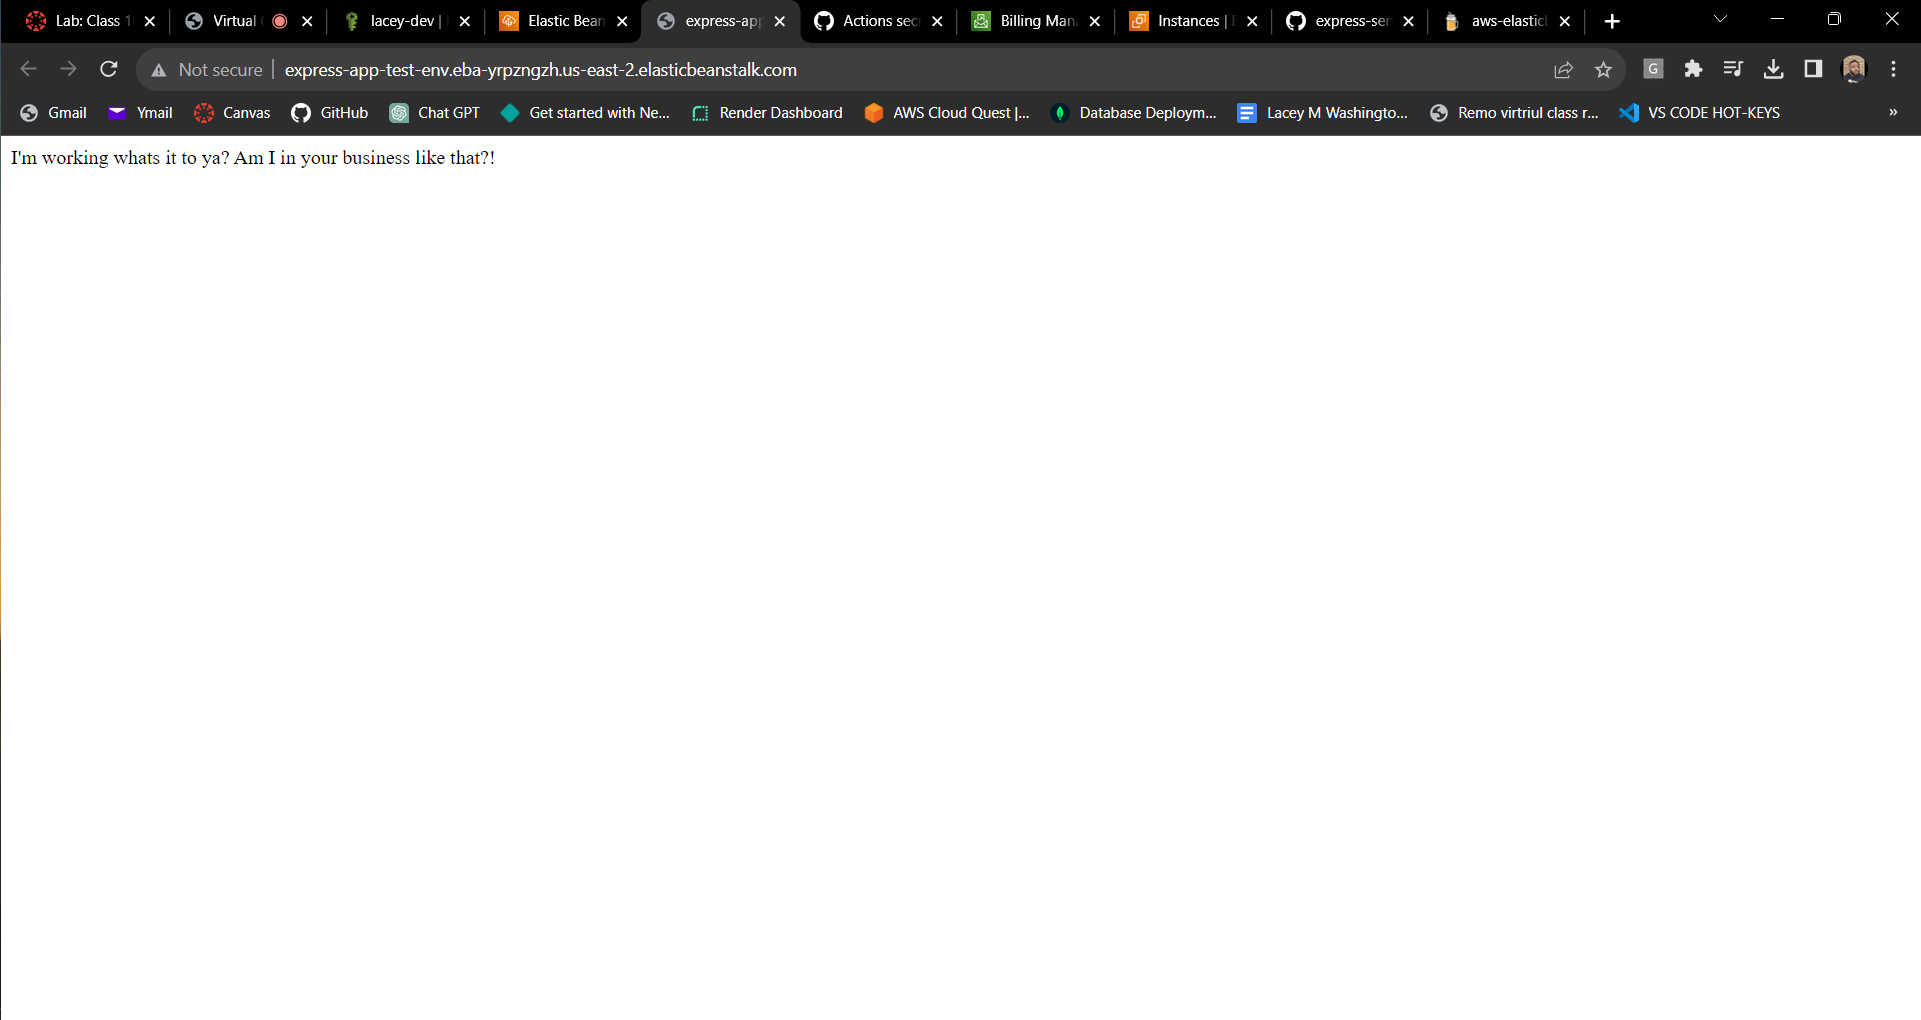 Lab: Class 1
Virtual
lacey-dev |
Elastic Bean
express-app
Actions sec
Billing Man
Instances |
express-ser
aws-elastic
Not secure
express-app-test-env.eba-yrpzngzh.us-east-2.elasticbeanstalk.com
G
Gmail
Ymail
Canvas
GitHub
Chat GPT
Get started with Ne...
Render Dashboard
AWS Cloud Quest |...
Database Deploym...
Lacey M Washingto...
Remo virtriul class r...
VS CODE HOT-KEYS
»
I'm working whats it to ya? Am I in your business like that?!